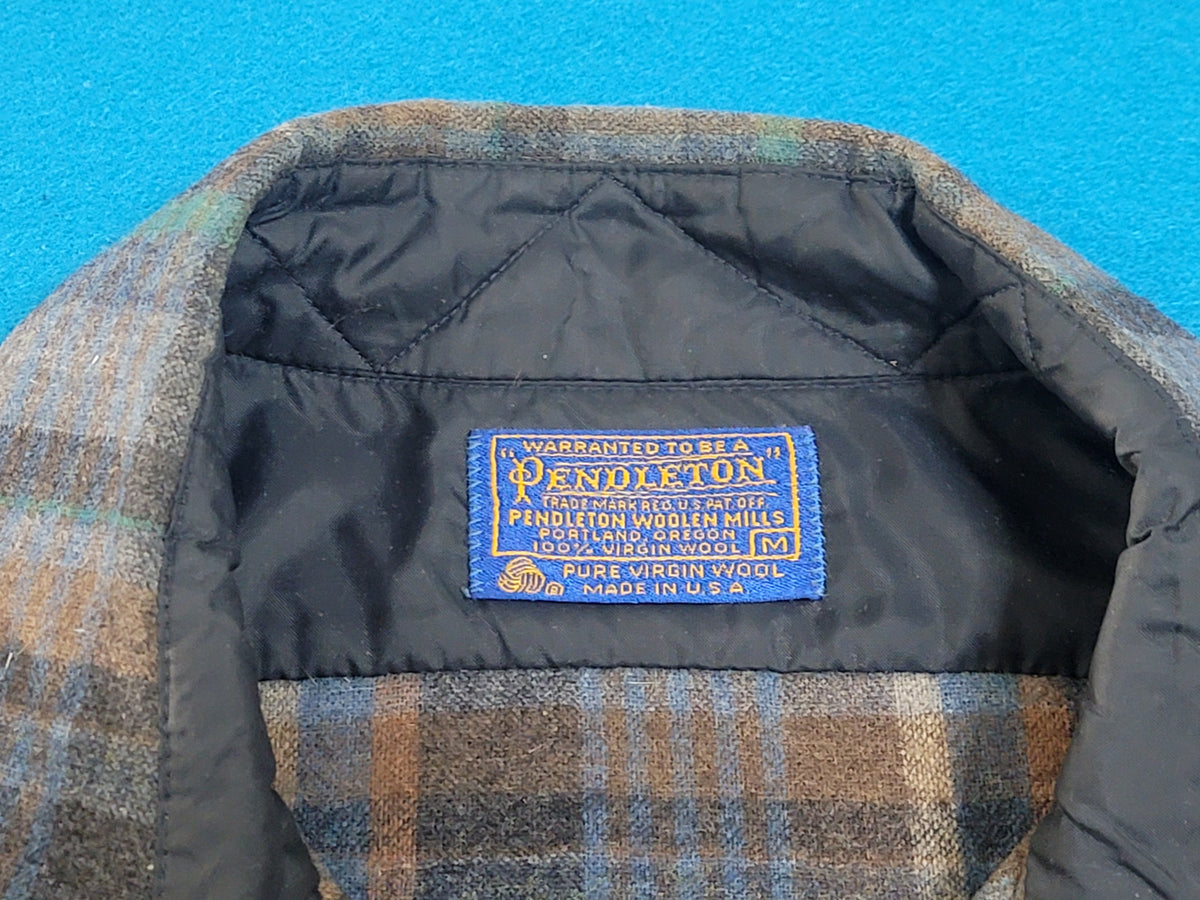 WARRANTED TO BE A
"PENDLETON"
TRADE MARK REG. U.S. PAT. OFF.
PENDLETON WOOLEN MILLS
PORTLAND, OREGON
100% VIRGIN WOOL M
PURE VIRGIN WOOL
R MADE IN U.S.A.